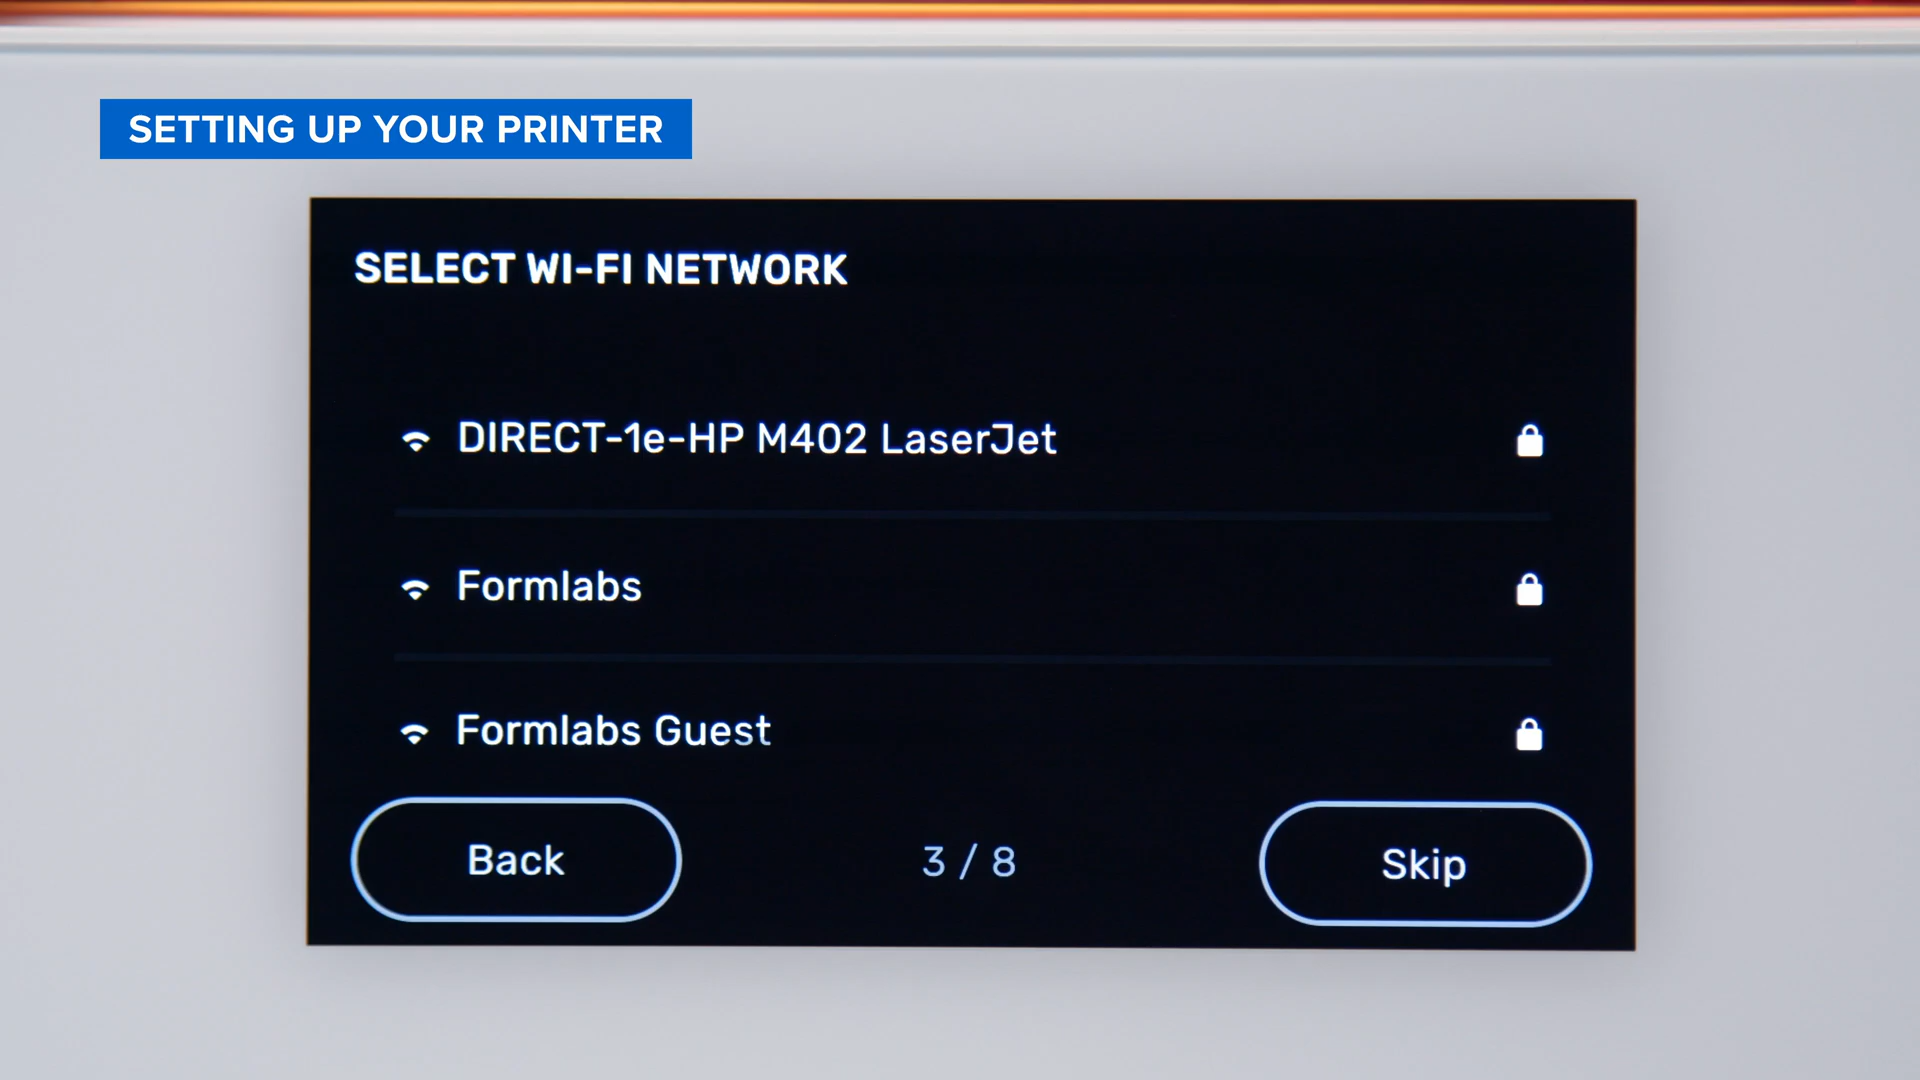 SETTING UP YOUR PRINTER
SELECT WI-FI NETWORK
DIRECT-1e-HP M402 LaserJet
Formlabs
Formlabs Guest
Back
3 / 8
Skip